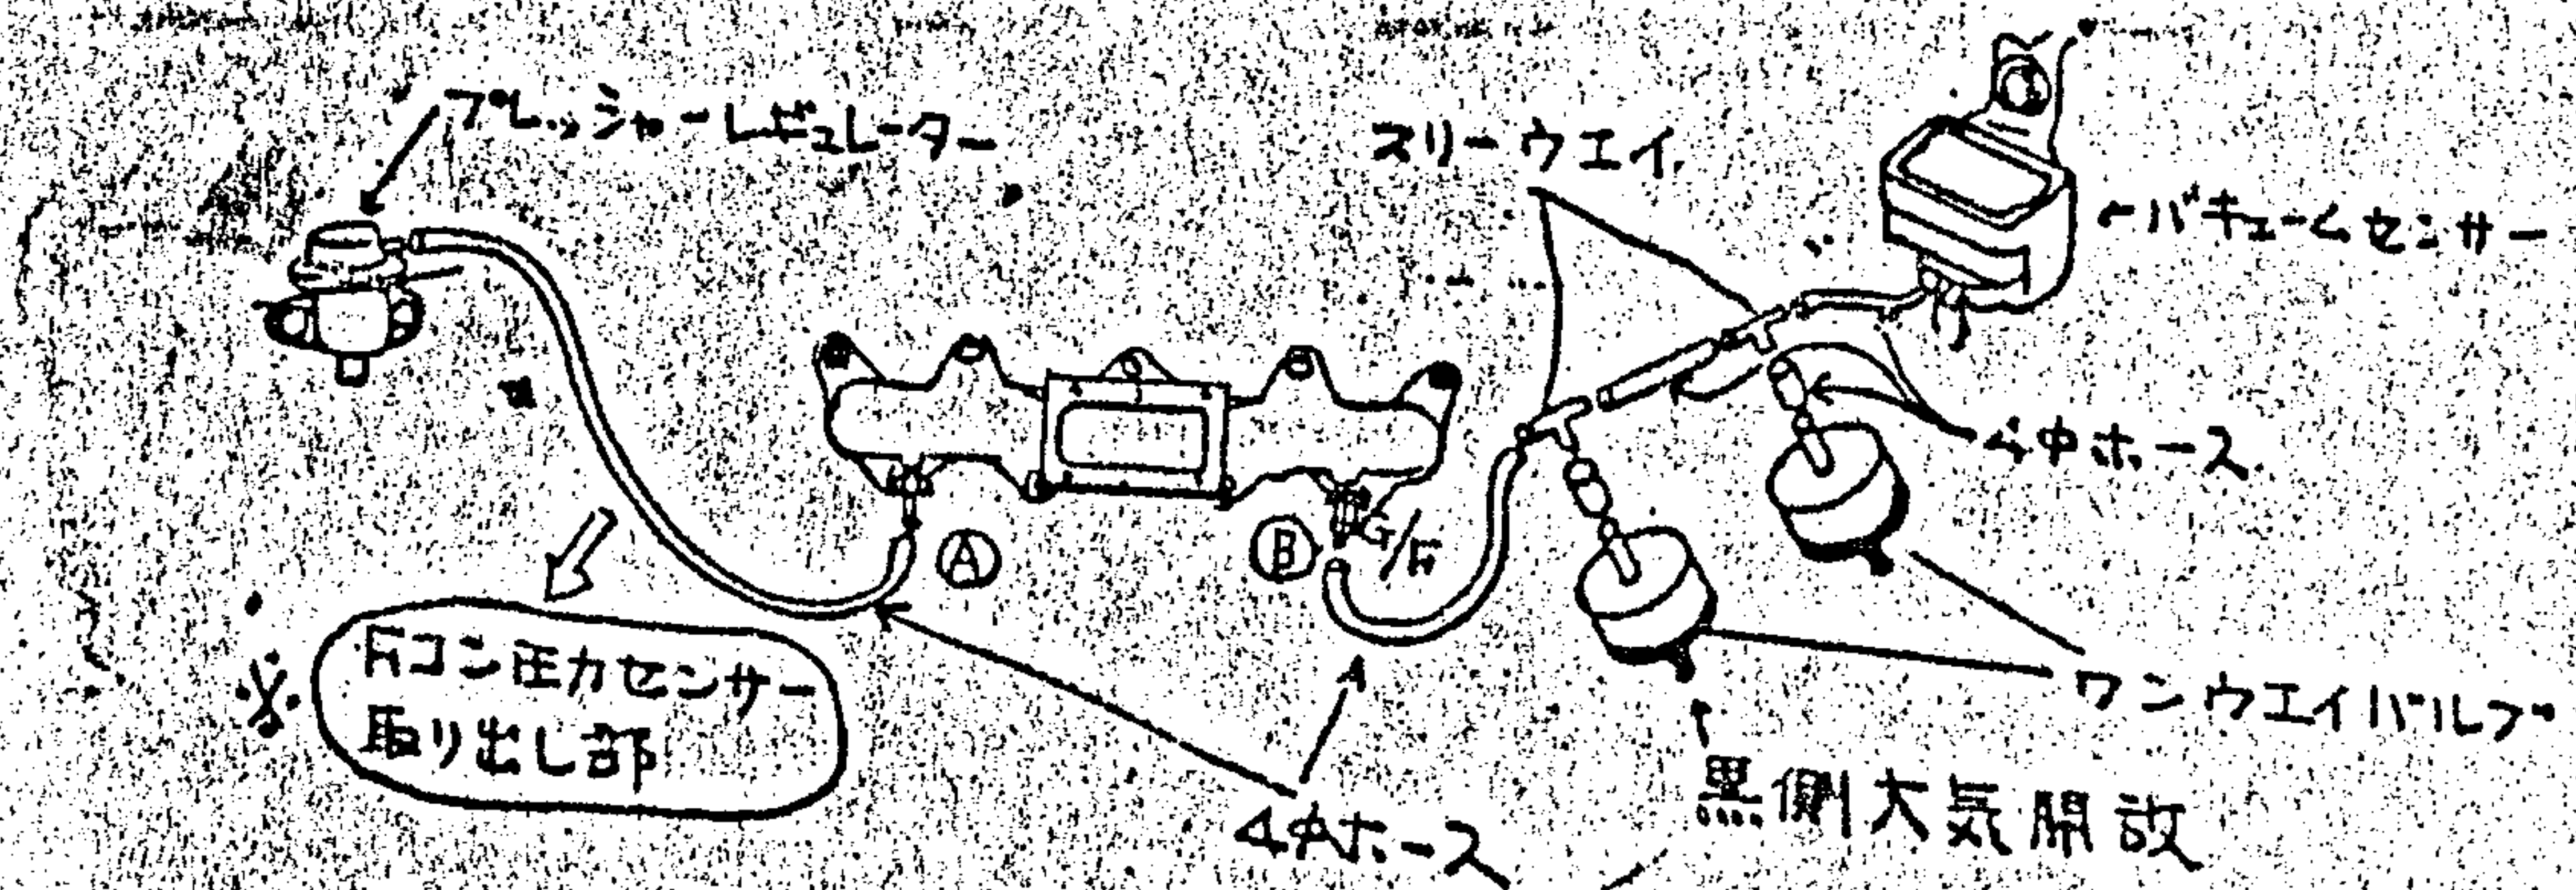 プレッシャーレギュレーター
スリーウエイ
バキュームセンサー
4φホース
Ⓐ
Ⓑ
Fコン圧力センサー
取り出し部
ワンウエイバルブ
黒側大気開放
4φホース